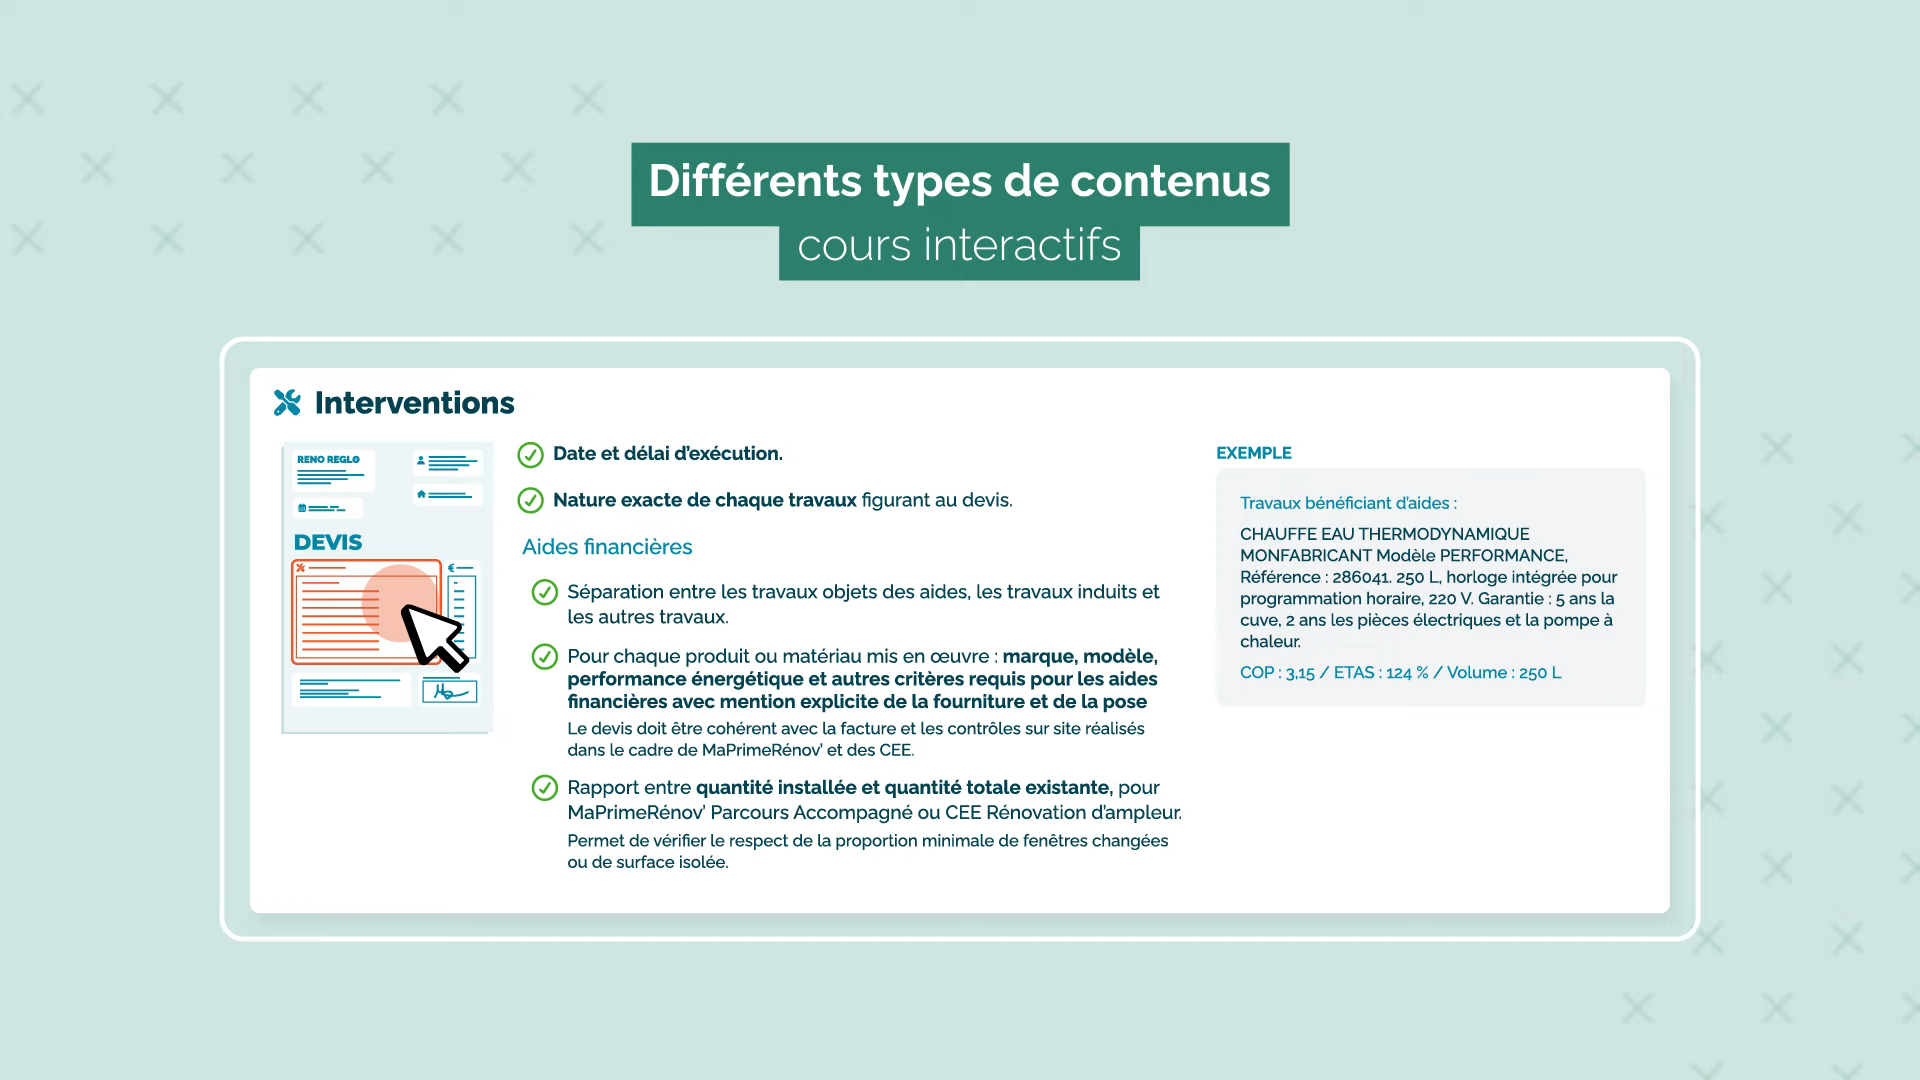 Différents types de contenus
cours interactifs
Interventions
RENO REGLO
DEVIS
€
Date et délai d'exécution.
Nature exacte de chaque travaux figurant au devis.
Aides financières
Séparation entre les travaux objets des aides, les travaux induits et
les autres travaux.
Pour chaque produit ou matériau mis en œuvre : marque, modèle,
performance énergétique et autres critères requis pour les aides
financières avec mention explicite de la fourniture et de la pose
Le devis doit être cohérent avec la facture et les contrôles sur site réalisés
dans le cadre de MaPrimeRénov' et des CEE.
Rapport entre quantité installée et quantité totale existante, pour
MaPrimeRénov' Parcours Accompagné ou CEE Rénovation d'ampleur.
Permet de vérifier le respect de la proportion minimale de fenêtres changées
ou de surface isolée.
EXEMPLE
Travaux bénéficiant d'aides :
CHAUFFE EAU THERMODYNAMIQUE
MONFABRICANT Modèle PERFORMANCE,
Référence : 286041. 250 L, horloge intégrée pour
programmation horaire, 220 V. Garantie : 5 ans la
cuve, 2 ans les pièces électriques et la pompe à
chaleur.
COP : 3,15 / ETAS : 124 % / Volume : 250 L